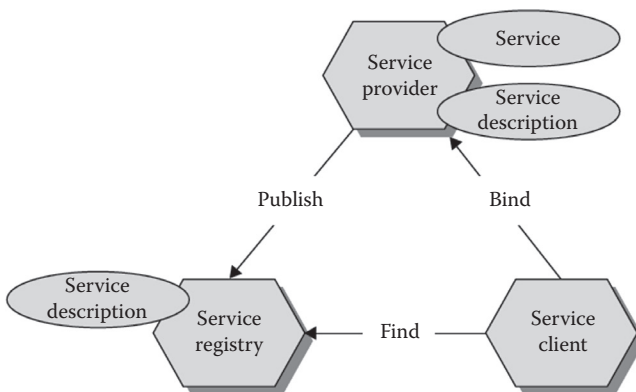 Service
provider
Service
Service
description
Publish
Bind
Service
description
Service
registry
Find
Service
client